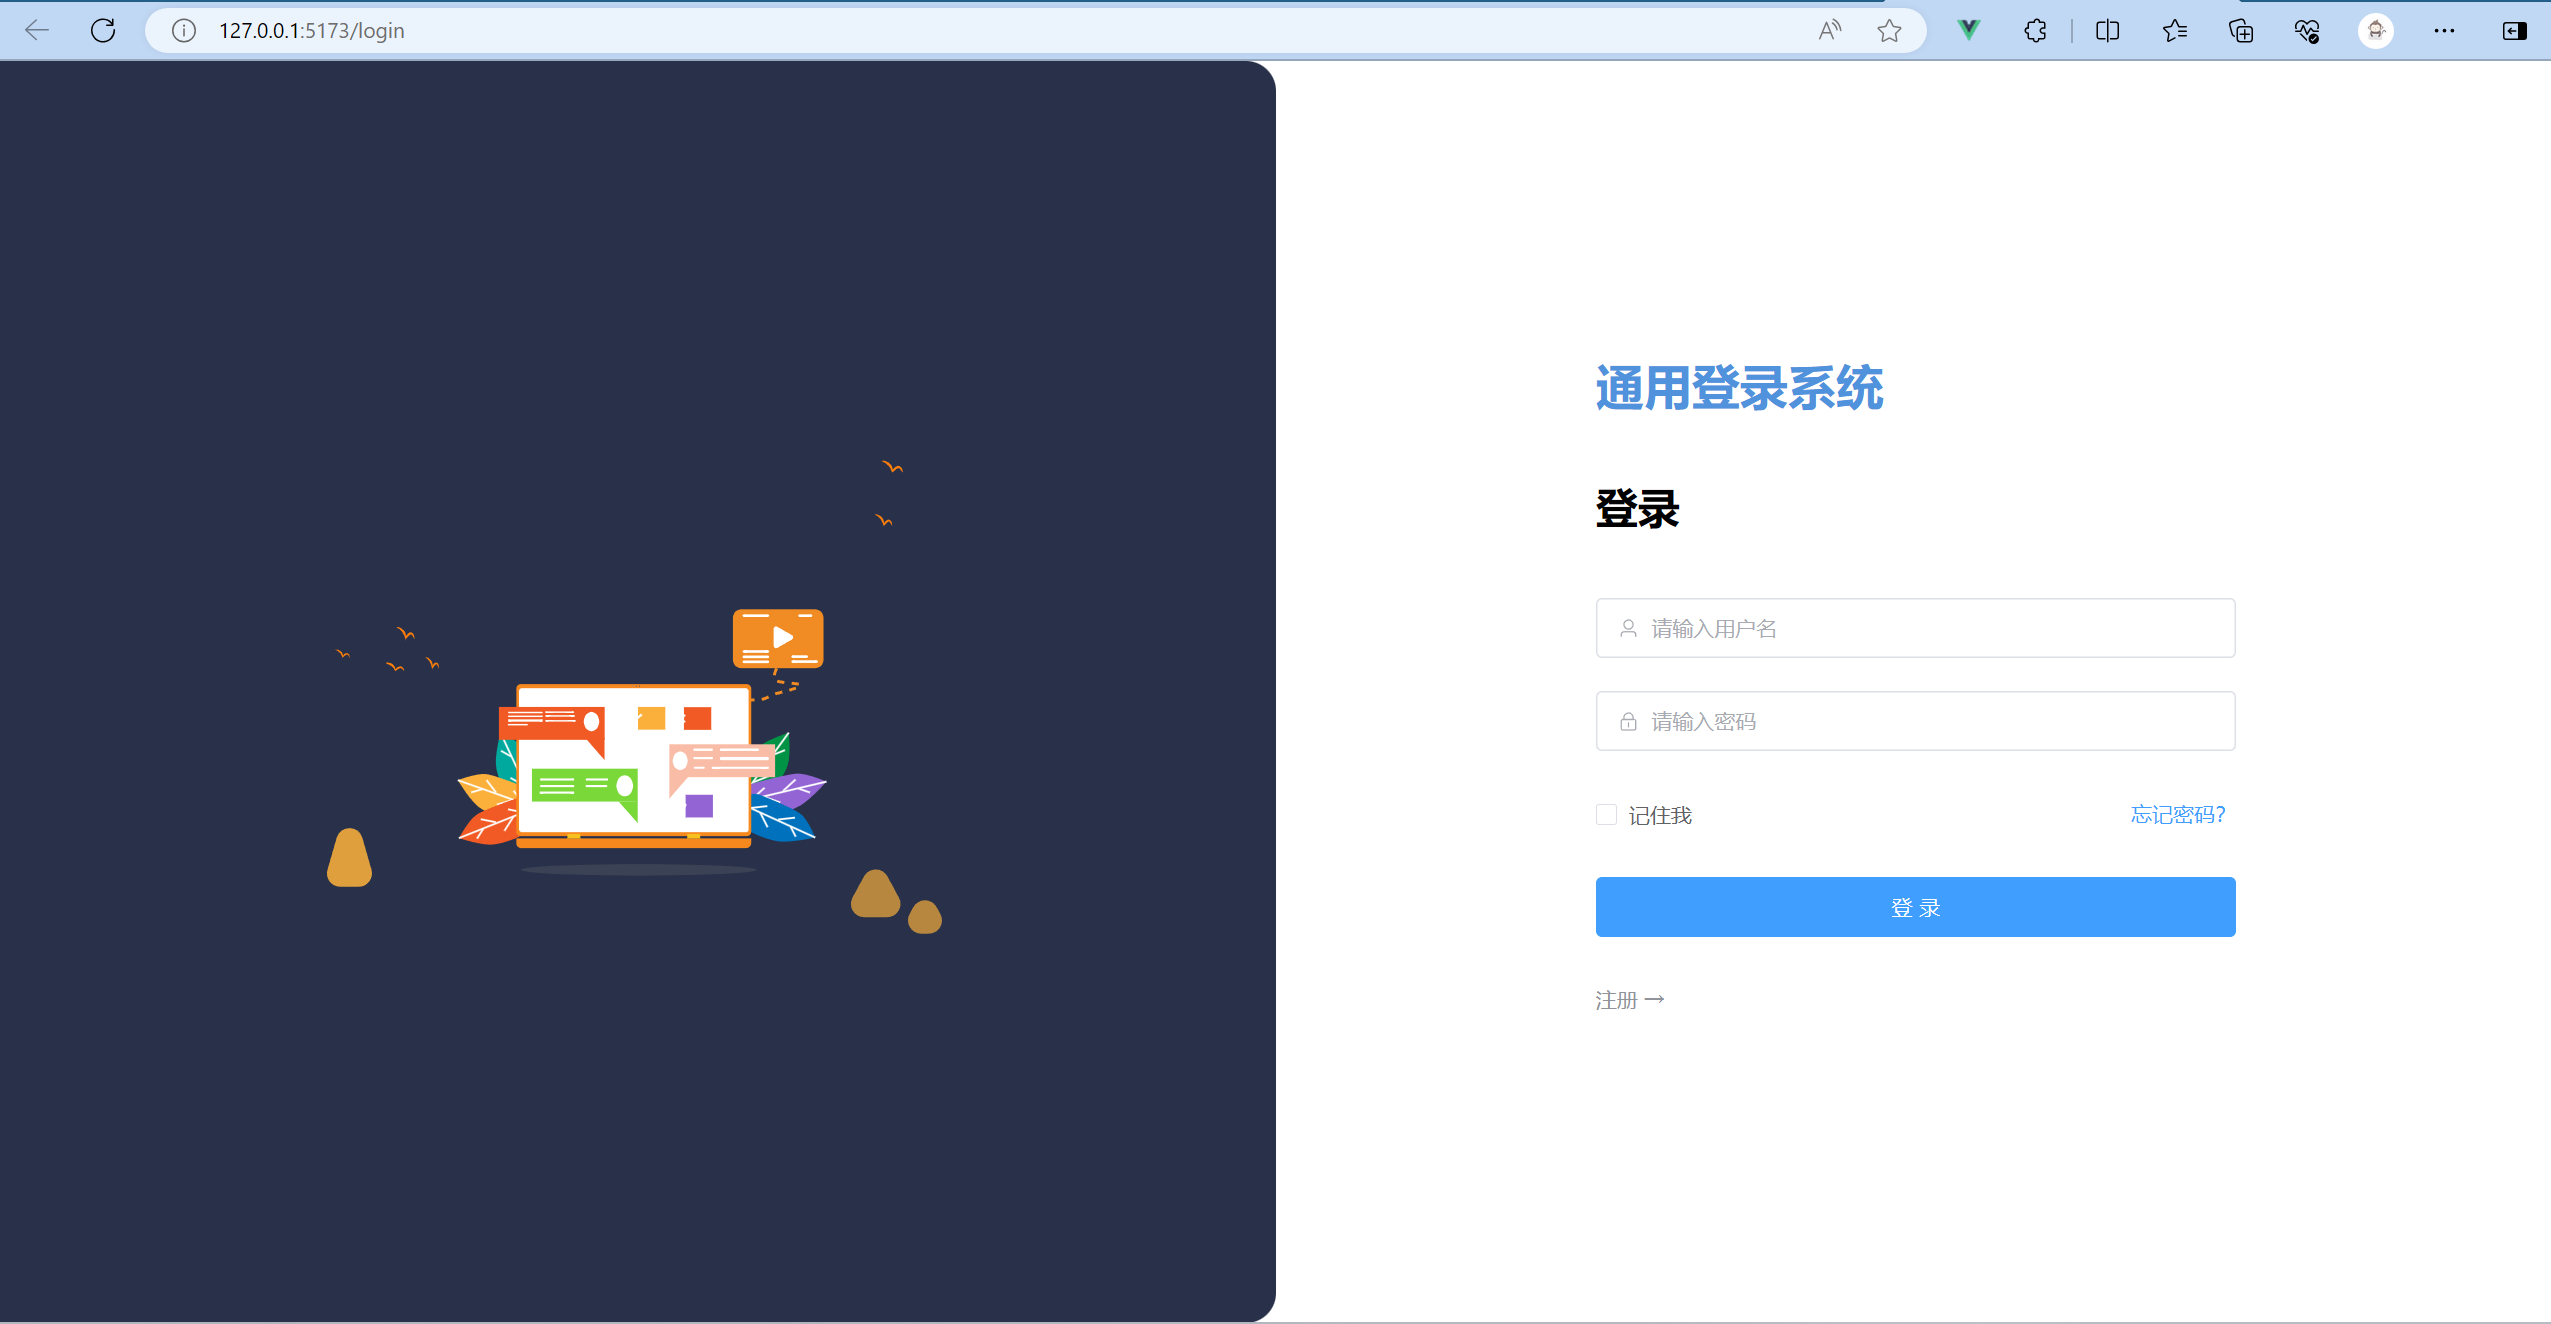 127.0.0.1:5173/login
通用登录系统
登录
请输入用户名
请输入密码
记住我
忘记密码?
登 录
注册 →